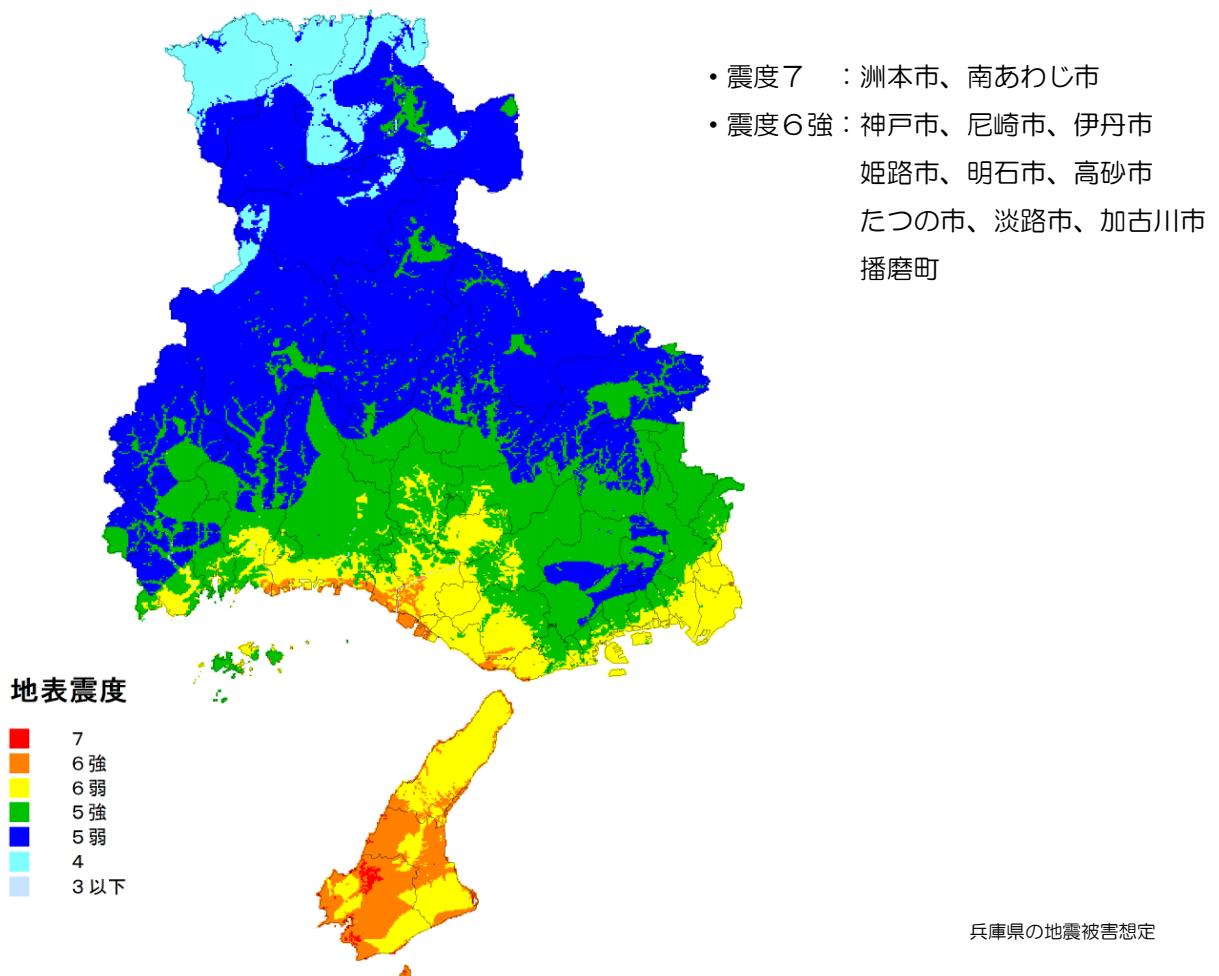 ・震度７　：洲本市、南あわじ市
・震度６強：神戸市、尼崎市、伊丹市
姫路市、明石市、高砂市
たつの市、淡路市、加古川市
播磨町
地表震度
7
6強
6弱
5強
5弱
4
3以下
兵庫県の地震被害想定